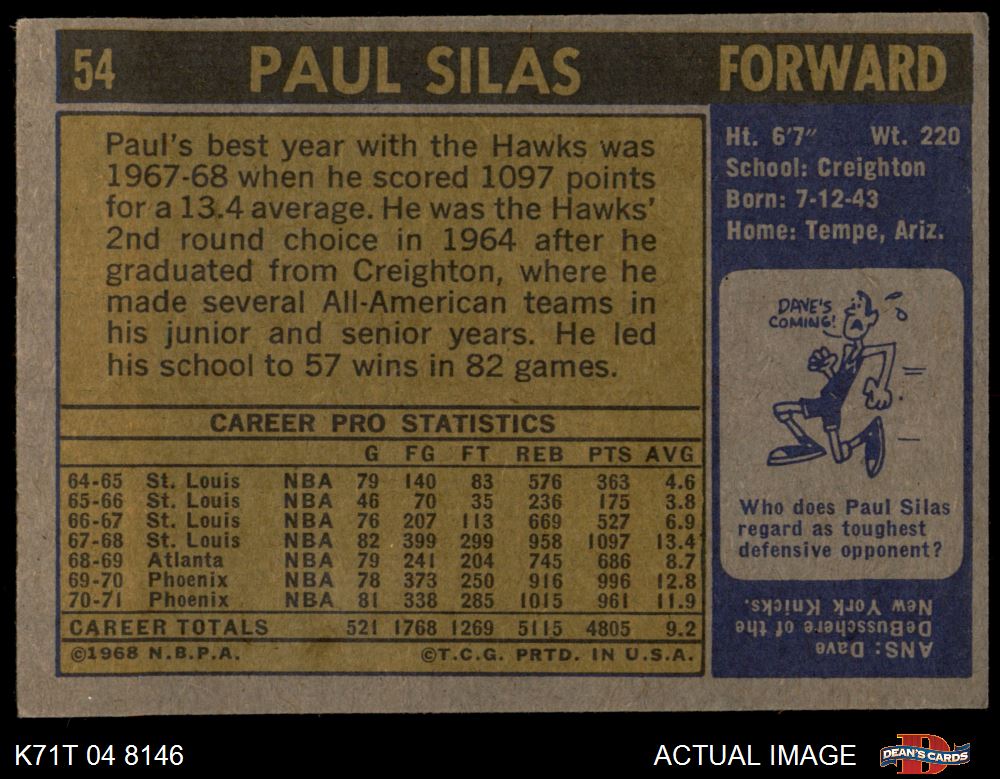 54 PAUL SILAS FORWARD
Paul's best year with the Hawks was
1967-68 when he scored 1097 points
for a 13.4 average. He was the Hawks'
2nd round choice in 1964 after he
graduated from Creighton, where he
made several All-American teams in
his junior and senior years. He led
his school to 57 wins in 82 games.
Ht. 6'7" Wt. 220
School: Creighton
Born: 7-12-43
Home: Tempe, Ariz.
DAVE'S
COMING!
Who does Paul Silas
regard as toughest
defensive opponent?
ANS: Dave
DeBusschere of the
New York Knicks.
CAREER PRO STATISTICS
G FG FT REB PTS AVG
64-65 St. Louis NBA 79 140 83 576 363 4.6
65-66 St. Louis NBA 46 70 35 236 175 3.8
66-67 St. Louis NBA 76 207 113 669 527 6.9
67-68 St. Louis NBA 82 399 299 958 1097 13.4
68-69 Atlanta NBA 79 241 204 745 686 8.7
69-70 Phoenix NBA 78 373 250 916 996 12.8
70-71 Phoenix NBA 81 338 285 1015 961 11.9
CAREER TOTALS 521 1768 1269 5115 4805 9.2
©1968 N.B.P.A. ©T.C.G. PRTD. IN U.S.A.
K71T 04 8146 ACTUAL IMAGE D DEAN'S CARDS